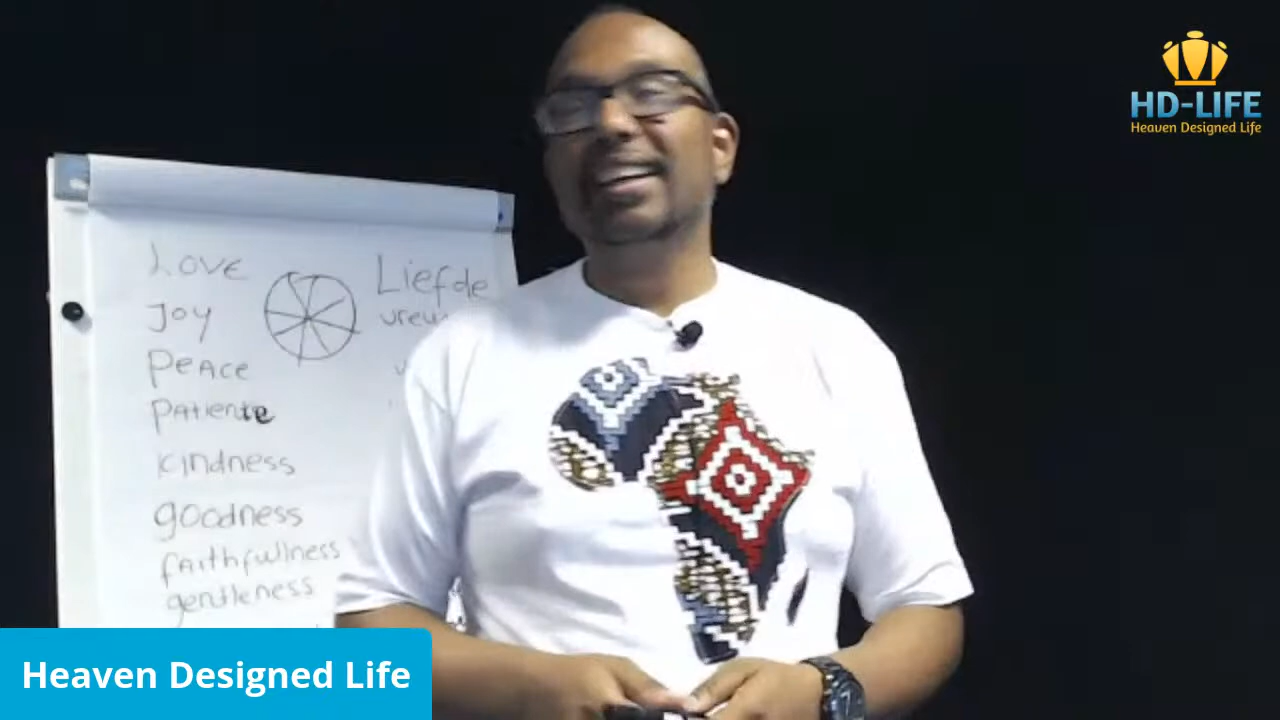 HD-LIFE
Heaven Designed Life
Love
Liefde
Joy
Peace
Patiente
kindness
goodness
faithfullness
gentleness
Heaven Designed Life